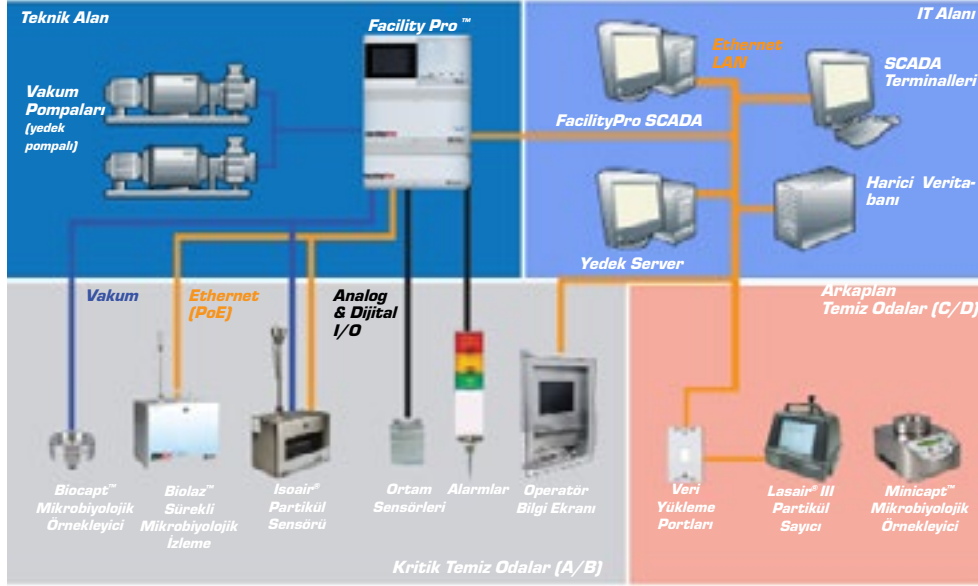 Teknik Alan
Facility Pro ™
IT Alanı
Vakum
Pompaları
(yedek
pompalı)
Ethernet
LAN
SCADA
Terminalleri
FacilityPro SCADA
Harici Verita-
banı
Yedek Server
Vakum
Ethernet
(PoE)
Analog
& Dijital
I/O
Arkaplan
Temiz Odalar (C/D)
Biocapt™
Mikrobiyolojik
Örnekleyici
Biolaz™
Sürekli
Mikrobiyolojik
İzleme
Isoair®
Partikül
Sensörü
Ortam
Sensörleri
Alarmlar
Operatör
Bilgi Ekranı
Veri
Yükleme
Portları
Lasair® III
Partikül
Sayıcı
Minicapt™
Mikrobiyolojik
Örnekleyici
Kritik Temiz Odalar (A/B)